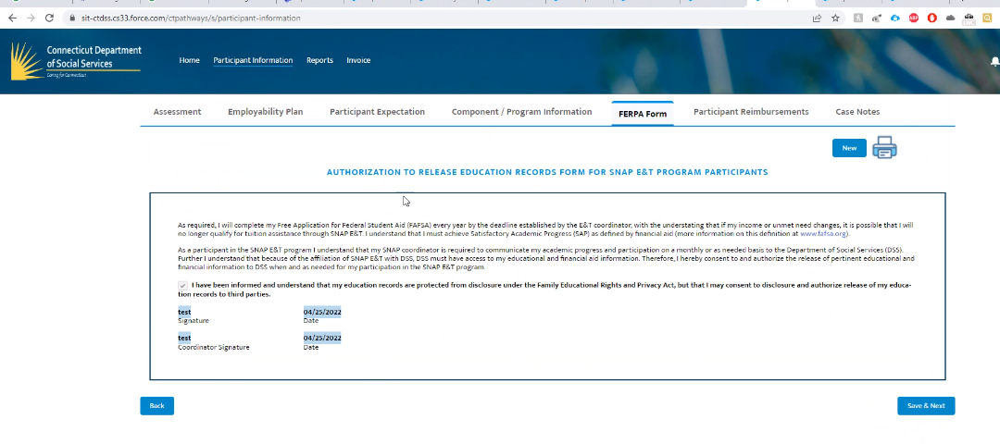 sit-ctdss.cs33.force.com/ctpathways/s/participant-information
ABP
Connecticut Department
of Social Services
Caring for Connecticut
Home Participant Information Reports Invoice
Assessment Employability Plan Participant Expectation Component / Program Information FERPA Form Participant Reimbursements Case Notes
New
AUTHORIZATION TO RELEASE EDUCATION RECORDS FORM FOR SNAP E&T PROGRAM PARTICIPANTS
As required, I will complete my Free Application for Federal Student Aid (FAFSA) every year by the deadline established by the E&T coordinator, with the understating that if my income or unmet need changes, it is possible that I will
no longer qualify for tuition assistance through SNAP E&T. I understand that I must achieve Satisfactory Academic Progress (SAP) as defined by financial aid (more information on this definition at www.fafsa.org).
As a participant in the SNAP E&T program I understand that my SNAP coordinator is required to communicate my academic progress and participation on a monthly or as needed basis to the Department of Social Services (DSS).
Further I understand that because of the affiliation of SNAP E&T with DSS, DSS must have access to my educational and financial aid information. Therefore, I hereby consent to and authorize the release of pertinent educational and
financial information to DSS when and as needed for my participation in the SNAP E&T program.
I have been informed and understand that my education records are protected from disclosure under the Family Educational Rights and Privacy Act, but that I may consent to disclosure and authorize release of my educa-
tion records to third parties.
test 04/25/2022
Signature Date
test 04/25/2022
Coordinator Signature Date
Back Save & Next